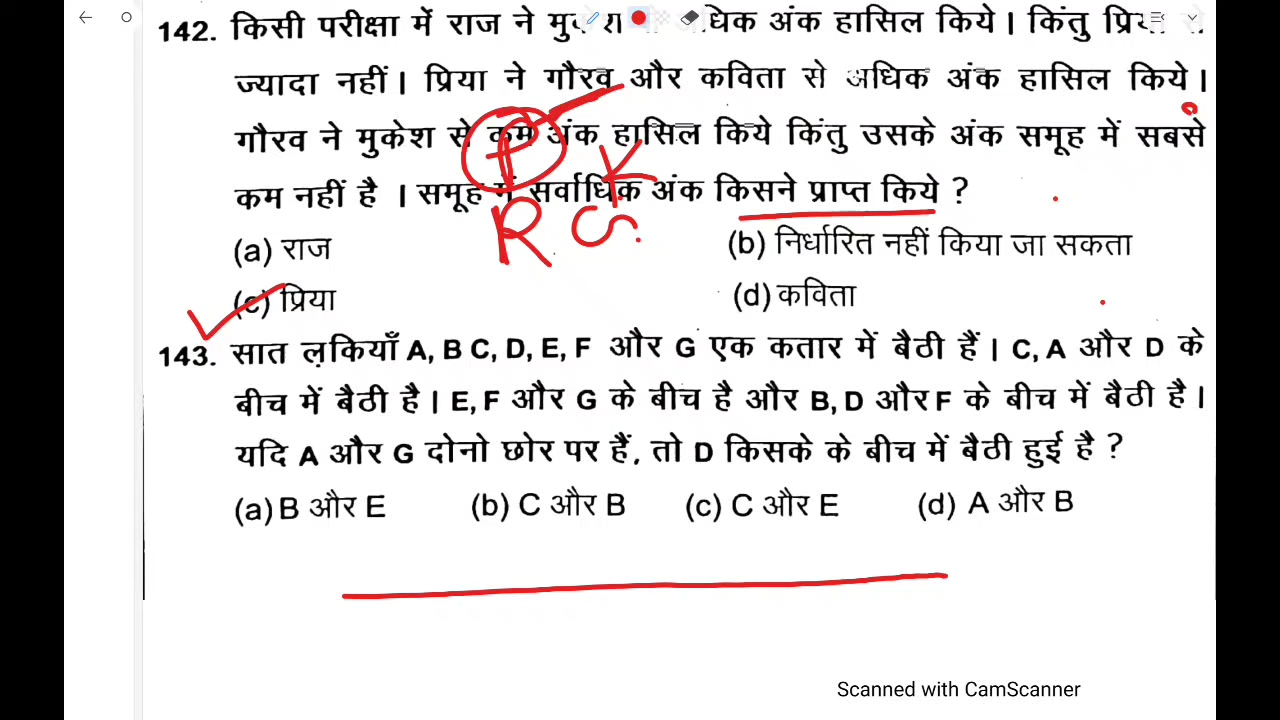 142. किसी परीक्षा में राज ने अधिक अंक हासिल किये। किंतु
ज्यादा नहीं। प्रिया ने गौरव और कविता से अधिक अंक हासिल किये।
गौरव ने मुकेश से कम अंक हासिल किये किंतु उसके अंक समूह में सबसे
कम नहीं है । समूह में सर्वाधिक अंक किसने प्राप्त किये ?
P K
R G
(a) राज (b) निर्धारित नहीं किया जा सकता
(c) प्रिया (d) कविता
143. सात ल़कियाँ A, B C, D, E, F और G एक कतार में बैठी हैं। C, A और D के
बीच में बैठी है। E, F और G के बीच है और B, D और F के बीच में बैठी है।
यदि A और G दोनो छोर पर हैं, तो D किसके के बीच में बैठी हुई है ?
(a) B और E (b) C और B (c) C और E (d) A और B
Scanned with CamScanner